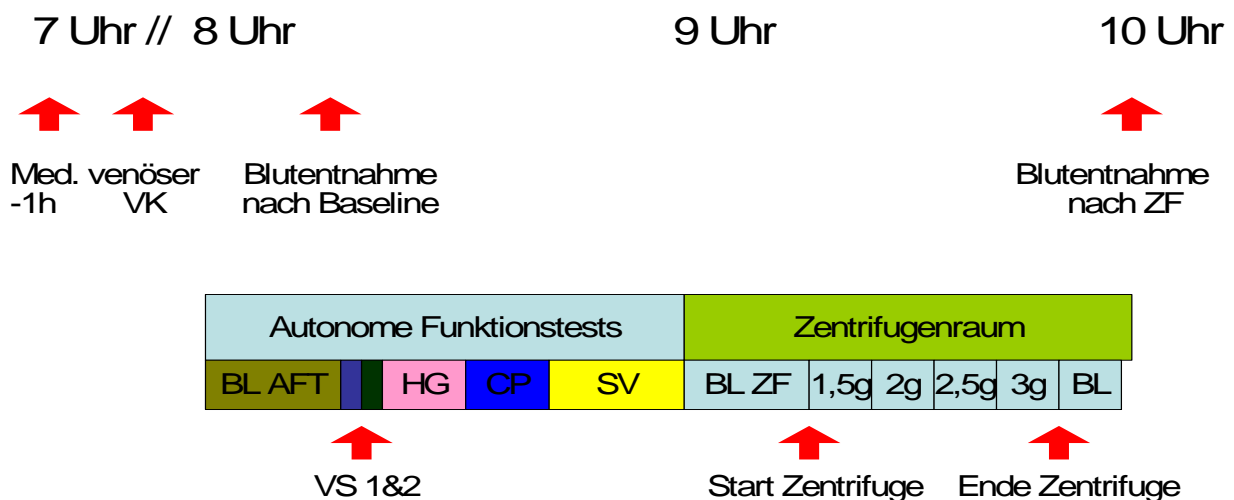 7 Uhr // 8 Uhr 9 Uhr 10 Uhr
Med. venöser Blutentnahme Blutentnahme
-1h VK nach Baseline nach ZF
Autonome Funktionstests Zentrifugenraum
BL AFT HG CP SV BL ZF 1,5g 2g 2,5g 3g BL
VS 1&2 Start Zentrifuge Ende Zentrifuge